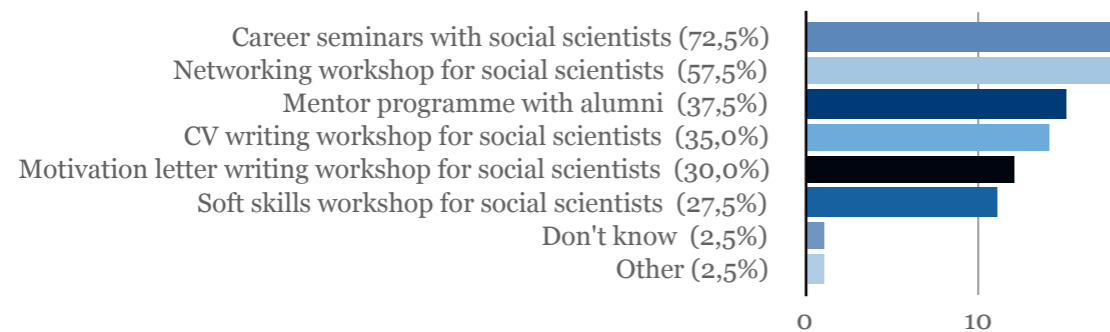 Career seminars with social scientists (72,5%)
Networking workshop for social scientists (57,5%)
Mentor programme with alumni (37,5%)
CV writing workshop for social scientists (35,0%)
Motivation letter writing workshop for social scientists (30,0%)
Soft skills workshop for social scientists (27,5%)
Don't know (2,5%)
Other (2,5%)
0 10